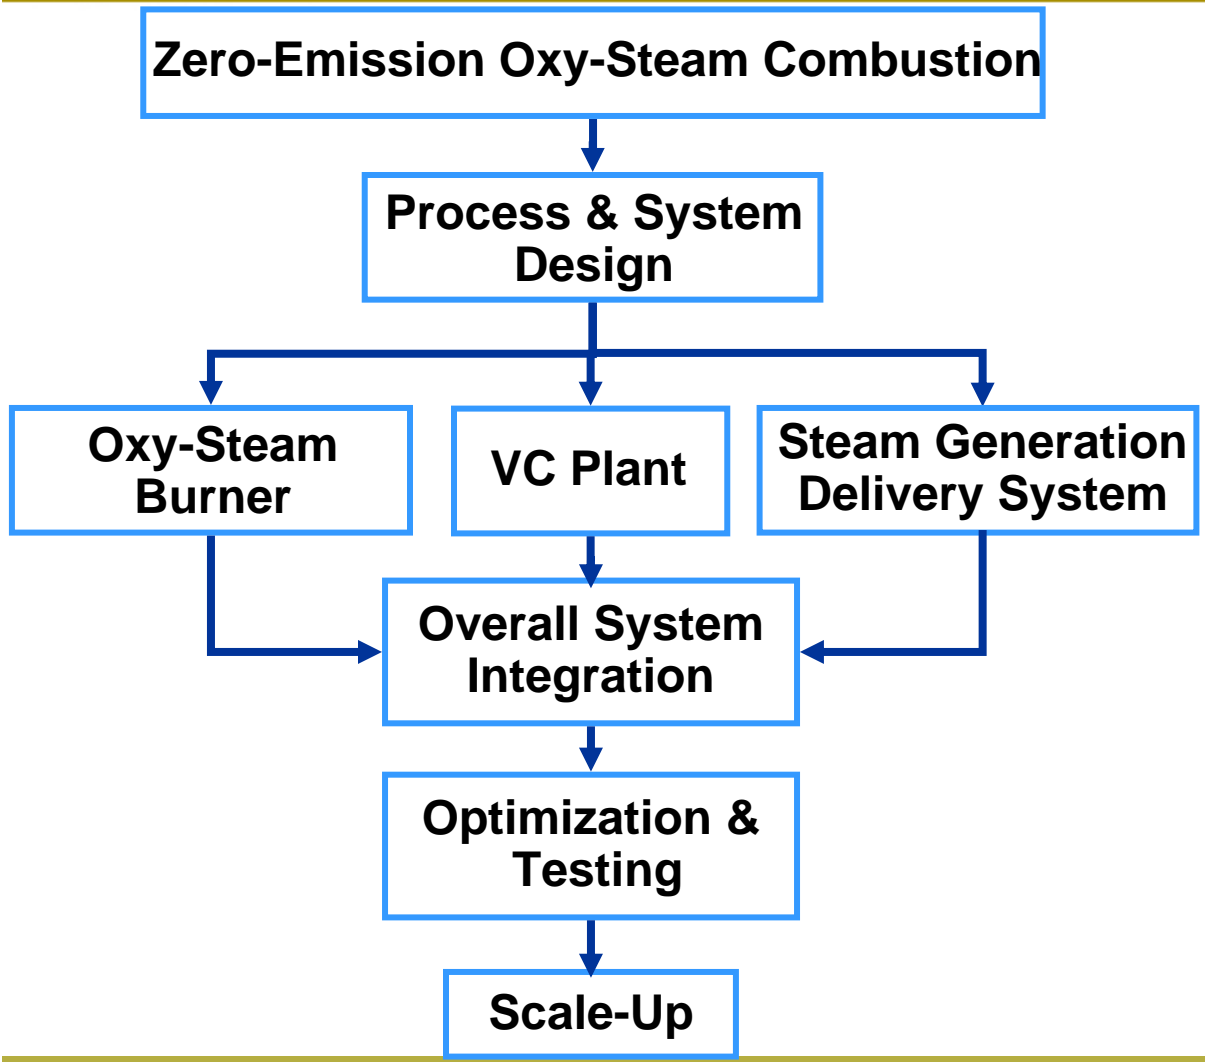 Zero-Emission Oxy-Steam Combustion
Process & System
Design
Oxy-Steam
Burner
VC Plant
Steam Generation
Delivery System
Overall System
Integration
Optimization &
Testing
Scale-Up